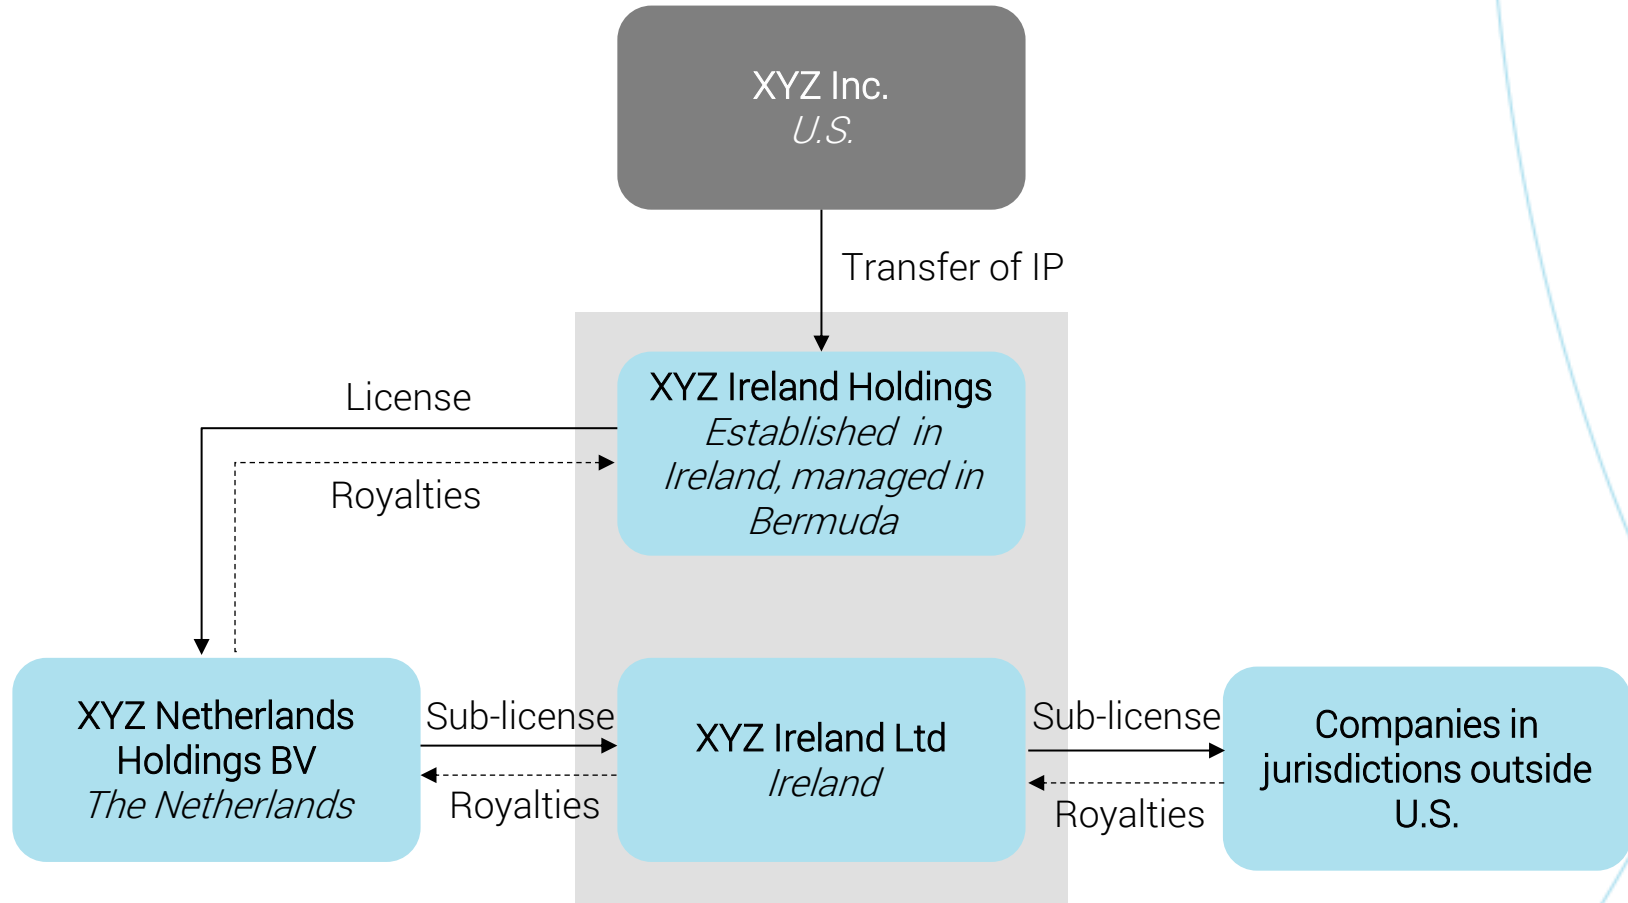 XYZ Inc.
U.S.
Transfer of IP
XYZ Ireland Holdings
Established in
Ireland, managed in
Bermuda
License
Royalties
XYZ Netherlands
Holdings BV
The Netherlands
Sub-license
Royalties
XYZ Ireland Ltd
Ireland
Sub-license
Royalties
Companies in
jurisdictions outside
U.S.